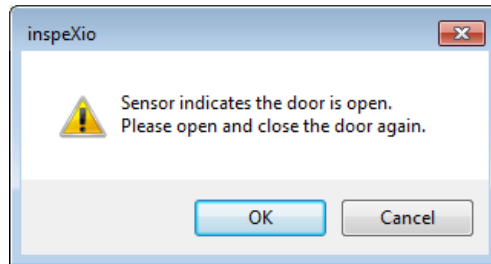 inspeXio
Sensor indicates the door is open.
Please open and close the door again.
OK
Cancel